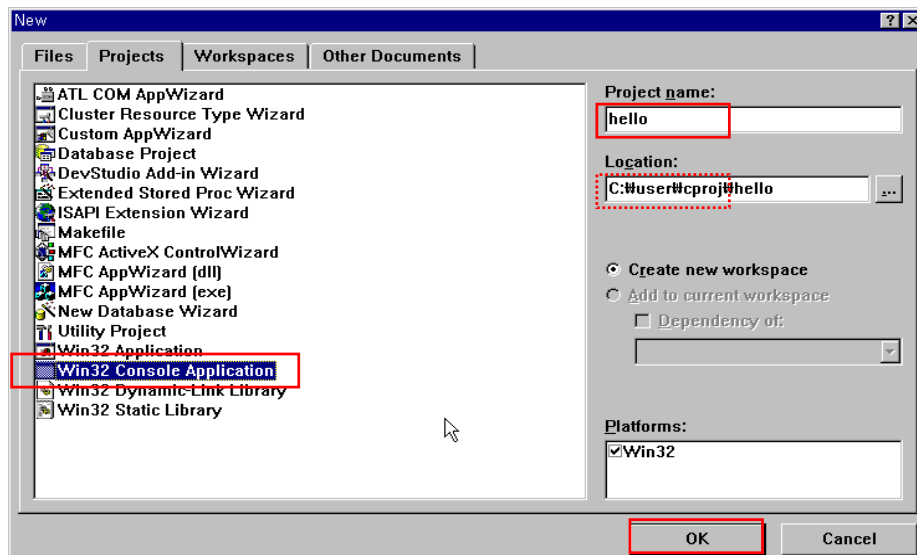 New
Files Projects Workspaces Other Documents
ATL COM AppWizard
Cluster Resource Type Wizard
Custom AppWizard
Database Project
DevStudio Add-in Wizard
Extended Stored Proc Wizard
ISAPI Extension Wizard
Makefile
MFC ActiveX ControlWizard
MFC AppWizard (dll)
MFC AppWizard (exe)
New Database Wizard
Utility Project
Win32 Application
Win32 Console Application
Win32 Dynamic-Link Library
Win32 Static Library
Project name:
hello
Location:
C:₩user₩cproj₩hello
...
Create new workspace
Add to current workspace
Dependency of:
Platforms:
Win32
OK Cancel